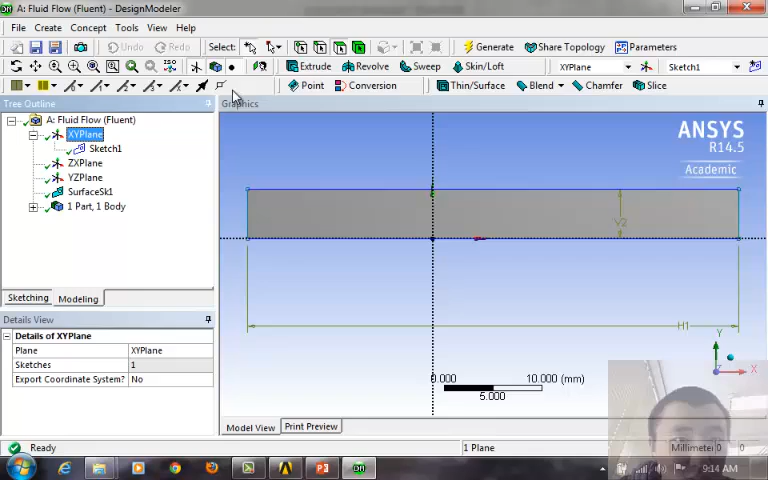 A: Fluid Flow (Fluent) - DesignModeler
File Create Concept Tools View Help
Undo Redo Select: Generate Share Topology Parameters
XYPlane Sketch1
Extrude Revolve Sweep Skin/Loft
Point Conversion Thin/Surface Blend Chamfer Slice
Tree Outline
A: Fluid Flow (Fluent)
XYPlane
Sketch1
ZXPlane
YZPlane
SurfaceSk1
1 Part, 1 Body
Sketching Modeling
Details View
Details of XYPlane
Plane XYPlane
Sketches 1
Export Coordinate System? No
Graphics
ANSYS
R14.5
Academic
V2
H1
0.000 10.000 (mm)
5.000
Y
X
Z
Model View Print Preview
Ready 1 Plane Millimeter 0 0
9:14 AM